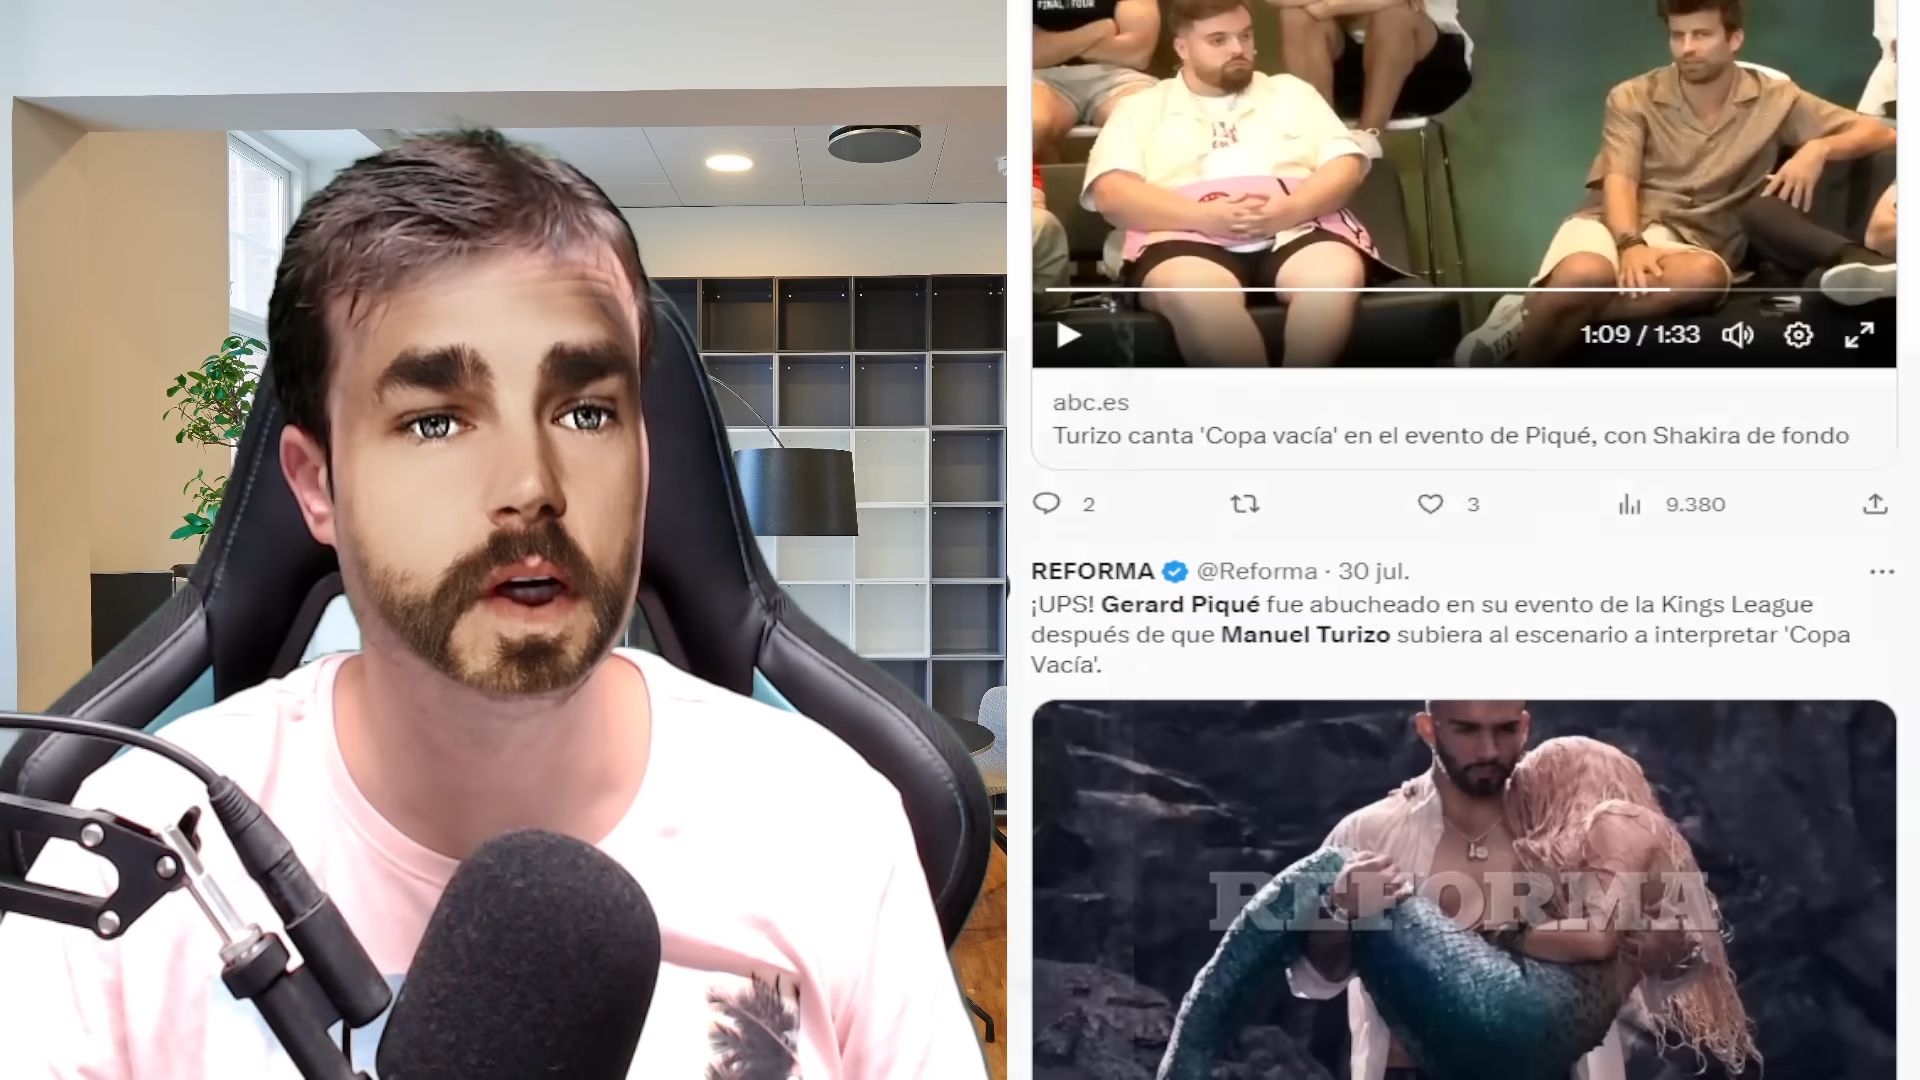 FINAL FOUR
1:09 / 1:33
abc.es
Turizo canta 'Copa vacía' en el evento de Piqué, con Shakira de fondo
2
3
9.380
REFORMA @Reforma · 30 jul.
¡UPS! Gerard Piqué fue abucheado en su evento de la Kings League
después de que Manuel Turizo subiera al escenario a interpretar 'Copa
Vacía'.
REFORMA